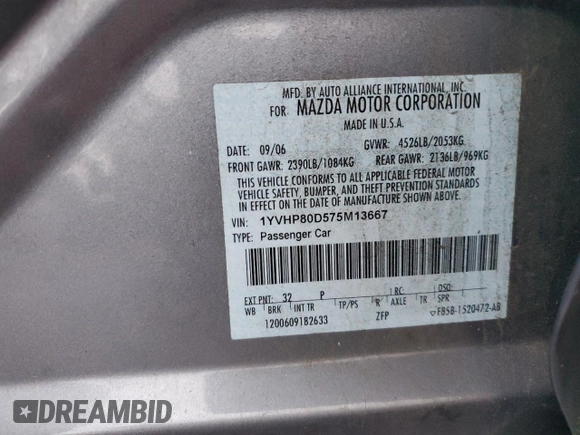 MFD. BY AUTO ALLIANCE INTERNATIONAL, INC.
FOR MAZDA MOTOR CORPORATION
MADE IN U.S.A.
DATE: 09/06 GVWR: 4526LB/2053KG
FRONT GAWR: 2390LB/1084KG REAR GAWR: 2136LB/969KG
THIS VEHICLE CONFORMS TO ALL APPLICABLE FEDERAL MOTOR
VEHICLE SAFETY, BUMPER, AND THEFT PREVENTION STANDARDS
IN EFFECT ON THE DATE OF MANUFACTURE SHOWN ABOVE.
VIN: 1YVHP80D575M13667
TYPE: Passenger Car
EXT PNT: 32 P RC: DSO:
WB BRK INT TR TP/PS R AXLE TR SPR
1200609182633 ZFP ▽FB5B-1520472-AB
DREAMBID